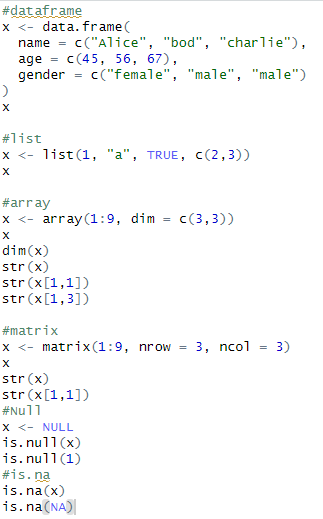 #dataframe
x <- data.frame(
  name = c("Alice", "bod", "charlie"),
  age = c(45, 56, 67),
  gender = c("female", "male", "male")
)
x
#list
x <- list(1, "a", TRUE, c(2,3))
x
#array
x <- array(1:9, dim = c(3,3))
x
dim(x)
str(x)
str(x[1,1])
str(x[1,3])
#matrix
x <- matrix(1:9, nrow = 3, ncol = 3)
x
str(x)
str(x[1,1])
#Null
x <- NULL
is.null(x)
is.null(1)
#is.na
is.na(x)
is.na(NA)